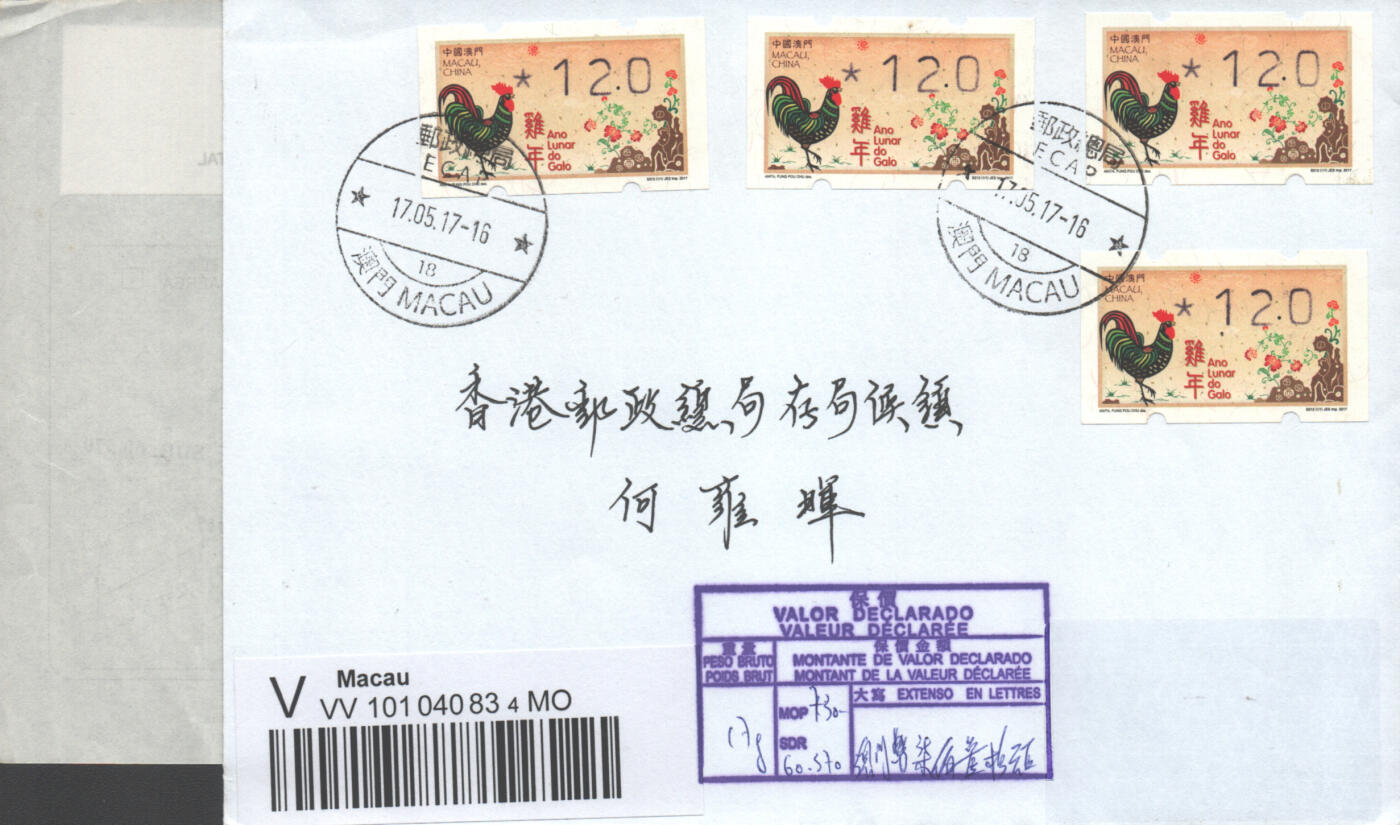 中國澳門
MACAU,
CHINA
* 12.0
雞年
Ano
Lunar
do
Galo
中國澳門
MACAU,
CHINA
* 12.0
雞年
Ano
Lunar
do
Galo
中國澳門
MACAU,
CHINA
* 12.0
雞年
Ano
Lunar
do
Galo
郵政總局
17.05.17-16
18
澳門 MACAU
郵政總局
17.05.17-16
18
澳門 MACAU
中國澳門
MACAU,
CHINA
* 12.0
雞年
Ano
Lunar
do
Galo
香港郵政總局存局候領
何雍暉
保價
VALOR DECLARADO
VALEUR DÉCLARÉE
重量
PESO BRUTO
POIDS BRUT
保價金額
MONTANTE DE VALOR DECLARADO
MONTANT DE LA VALEUR DÉCLARÉE
17g
MOP 730-
SDR 60.570
大寫 EXTENSO EN LETTRES
V
Macau
VV 101 040 83 4 MO